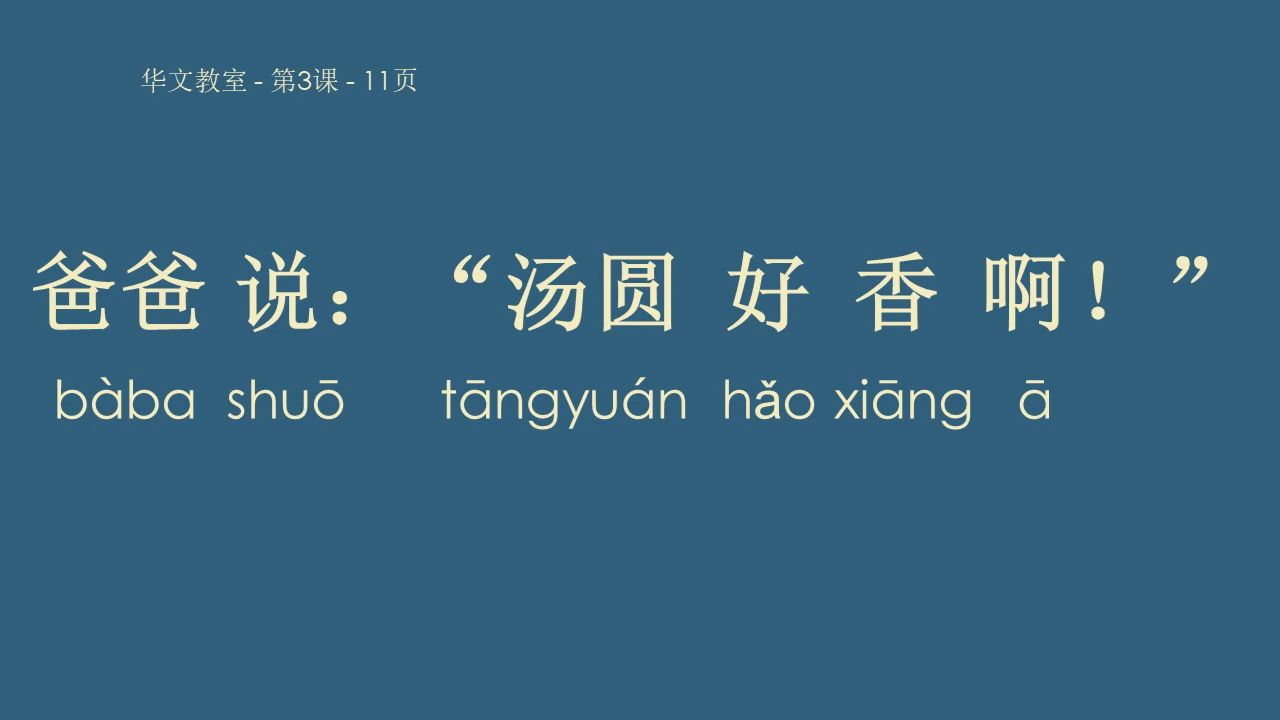 华文教室 - 第3课 - 11页
爸爸 说： “汤圆 好 香 啊！ ”
bàba shuō tāngyuán hǎo xiāng ā